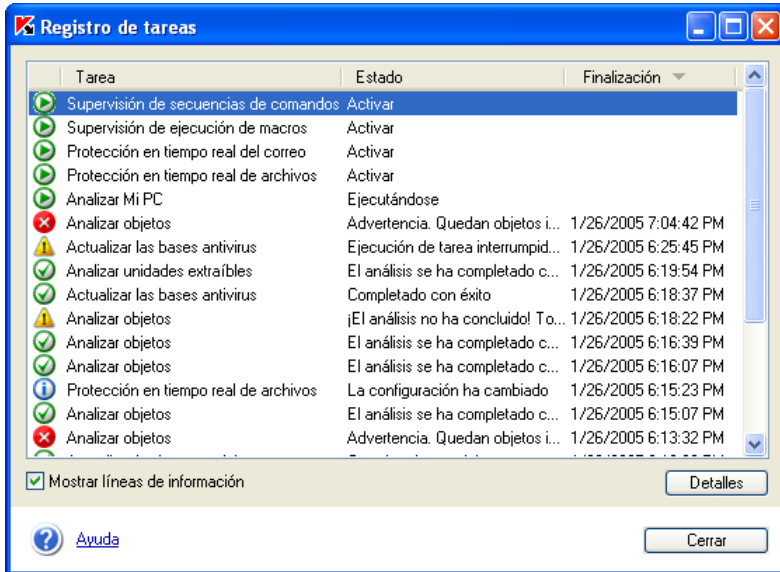 Registro de tareas
Tarea Estado Finalización
Supervisión de secuencias de comandos Activar
Supervisión de ejecución de macros Activar
Protección en tiempo real del correo Activar
Protección en tiempo real de archivos Activar
Analizar Mi PC Ejecutándose
Analizar objetos Advertencia. Quedan objetos i... 1/26/2005 7:04:42 PM
Actualizar las bases antivirus Ejecución de tarea interrumpid... 1/26/2005 6:25:45 PM
Analizar unidades extraíbles El análisis se ha completado c... 1/26/2005 6:19:54 PM
Actualizar las bases antivirus Completado con éxito 1/26/2005 6:18:37 PM
Analizar objetos ¡El análisis no ha concluido! To... 1/26/2005 6:18:22 PM
Analizar objetos El análisis se ha completado c... 1/26/2005 6:16:39 PM
Analizar objetos El análisis se ha completado c... 1/26/2005 6:16:07 PM
Protección en tiempo real de archivos La configuración ha cambiado 1/26/2005 6:15:23 PM
Analizar objetos El análisis se ha completado c... 1/26/2005 6:15:07 PM
Analizar objetos Advertencia. Quedan objetos i... 1/26/2005 6:13:32 PM
Mostrar líneas de información Detalles
Ayuda Cerrar